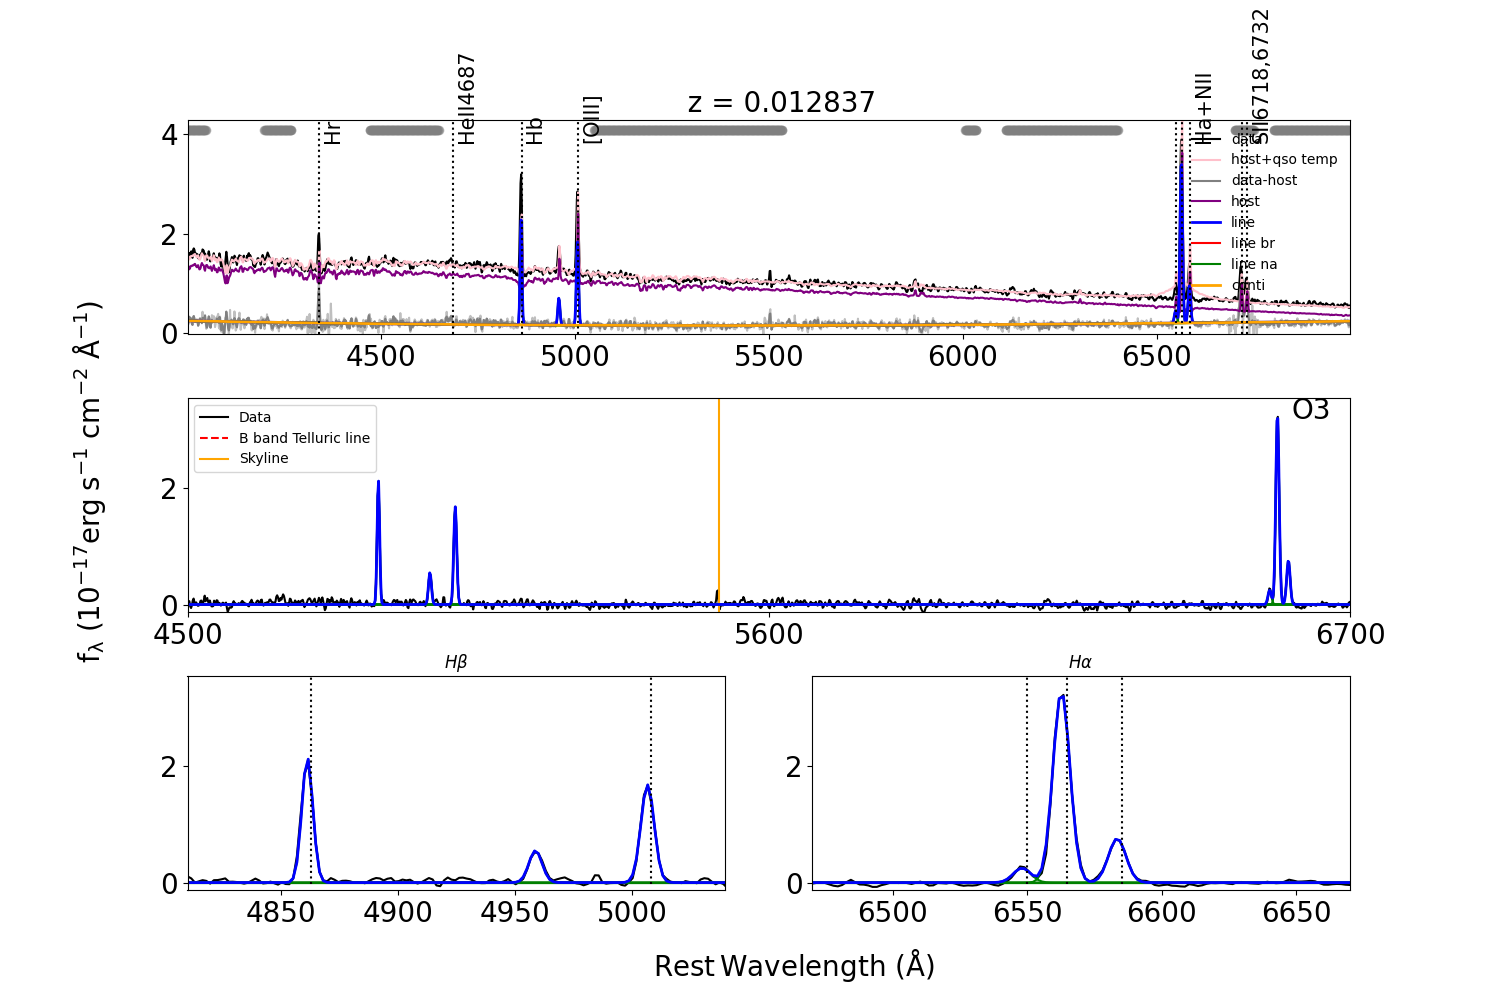 z = 0.012837
Hr
HeII4687
Hb
[OIII]
Ha+NII
SII6718,6732
data
host+qso temp
data-host
host
line
line br
line na
conti
4
2
0
4500 5000 5500 6000 6500
Data
B band Telluric line
Skyline
O3
2
0
4500 5600 6700
fλ (10−17erg s−1 cm−2 Å−1)
Hβ
2
0
4850 4900 4950 5000
Hα
2
0
6500 6550 6600 6650
Rest Wavelength (Å)